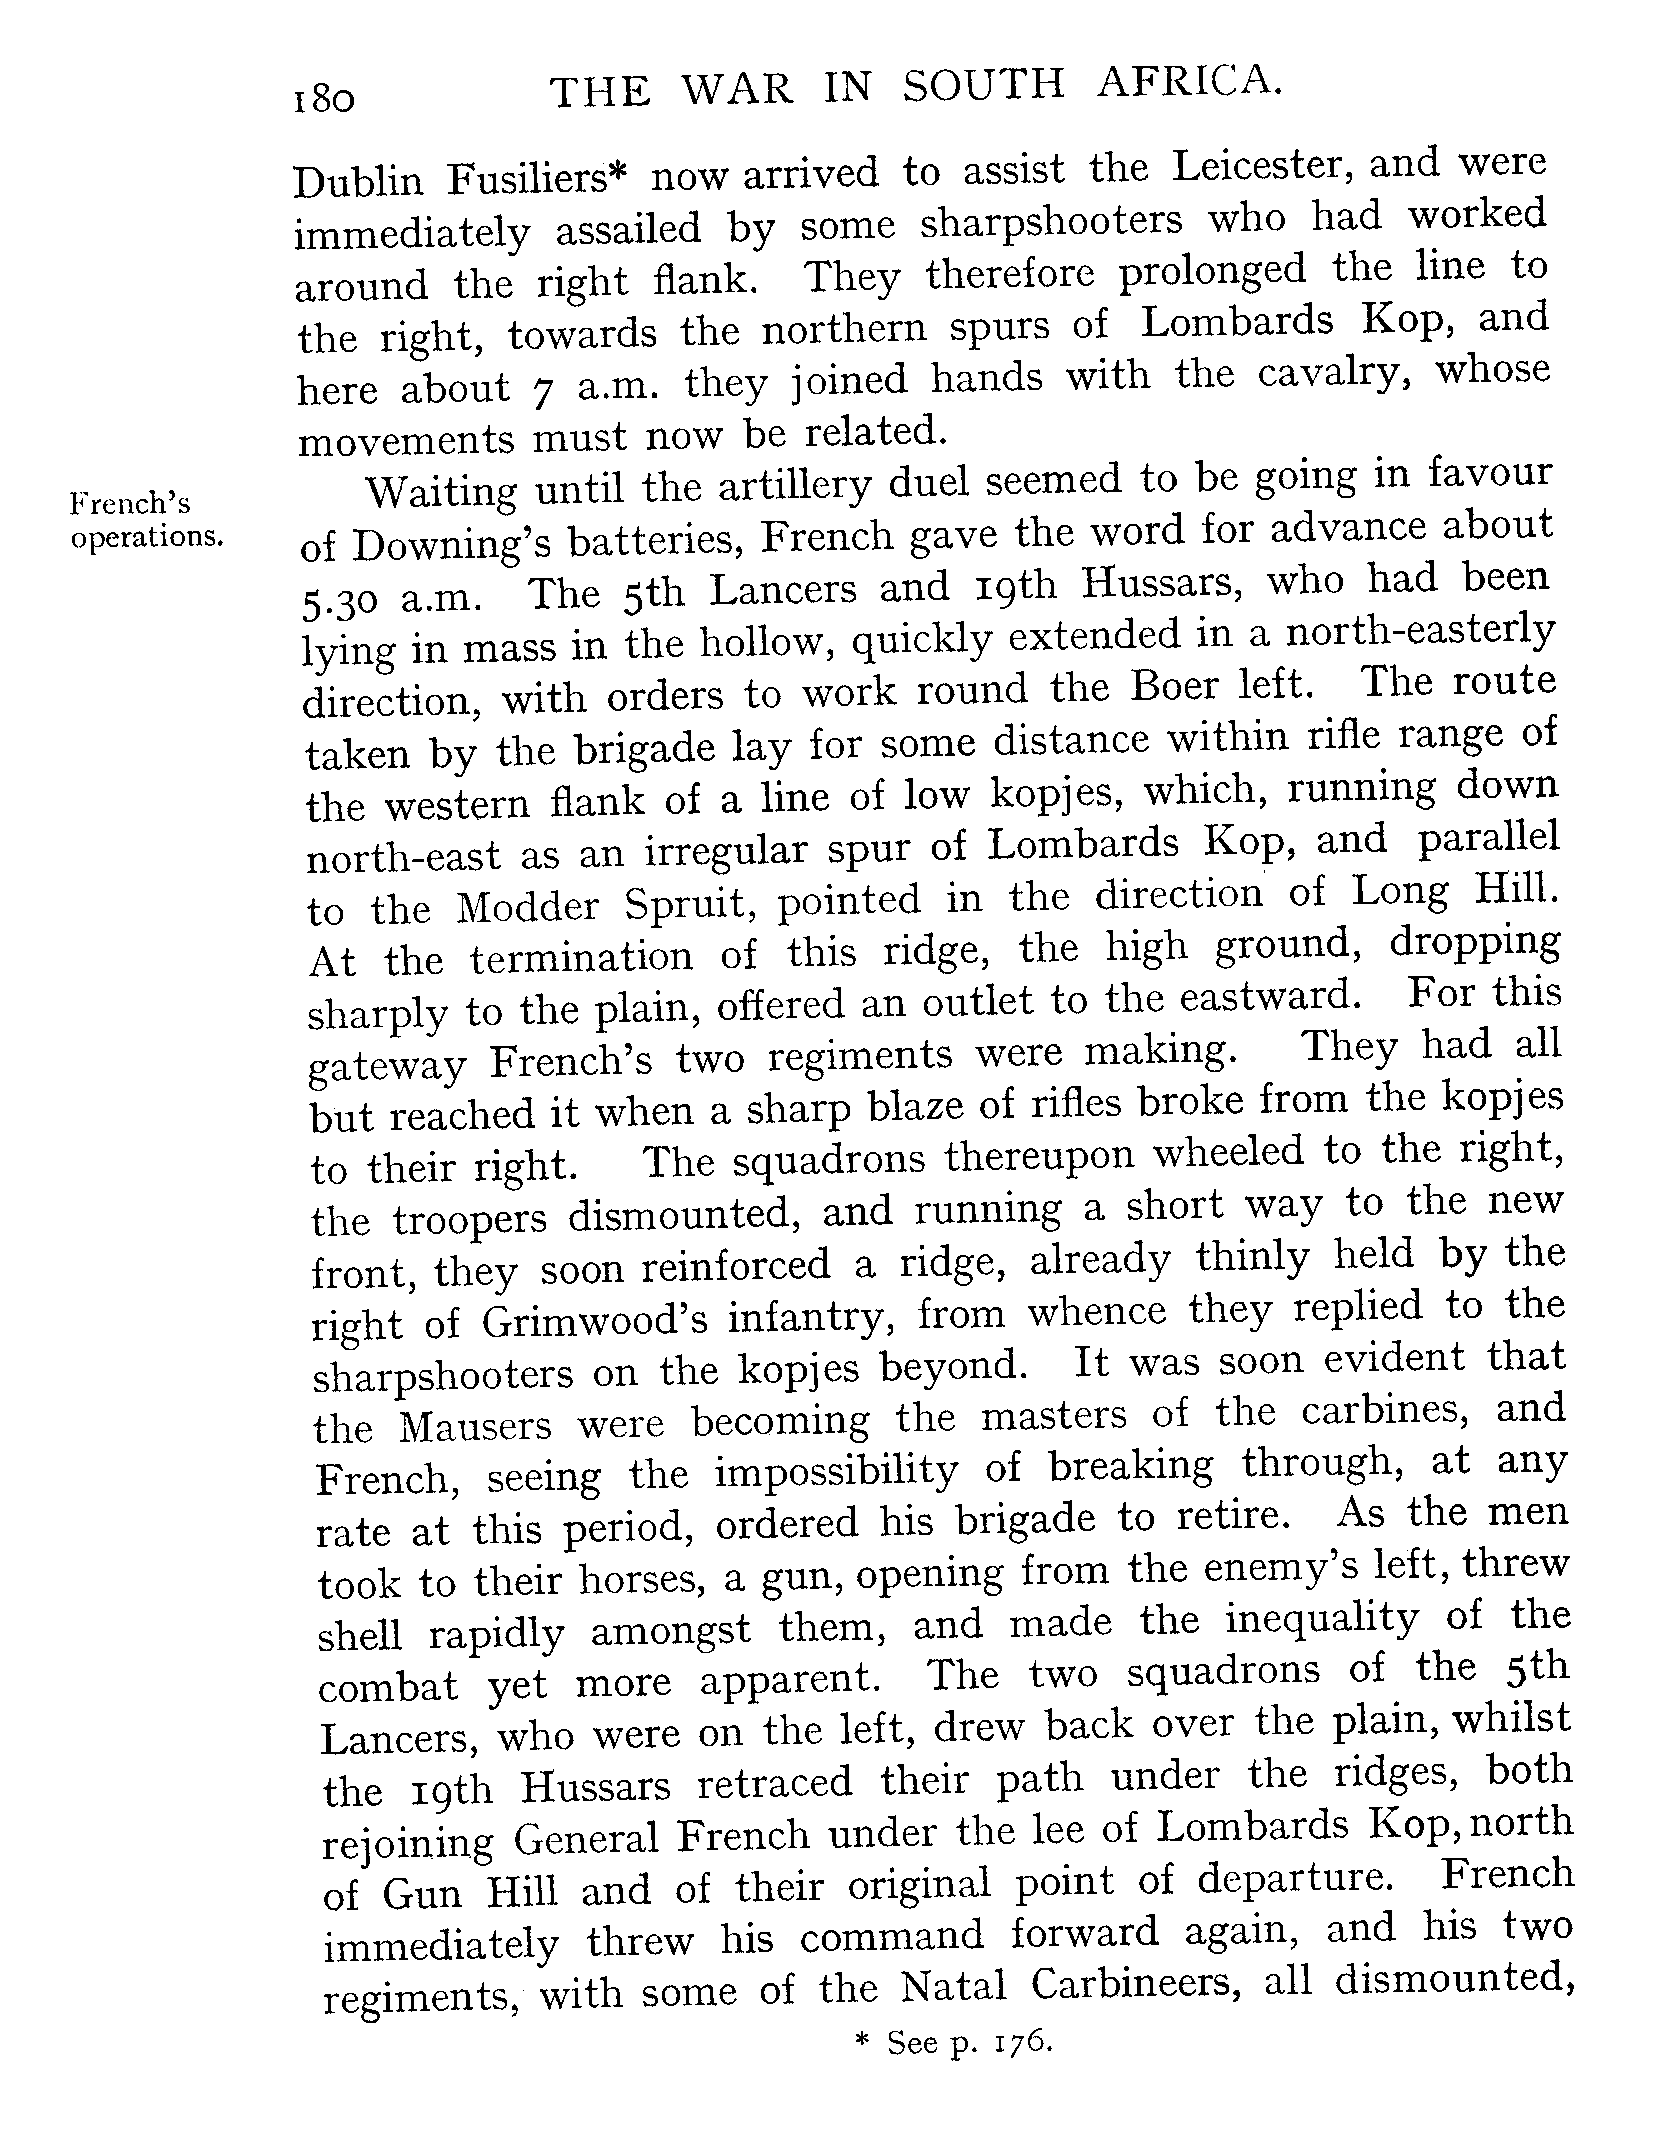 180 THE WAR IN SOUTH AFRICA.
Dublin Fusiliers* now arrived to assist the Leicester, and were
immediately assailed by some sharpshooters who had worked
around the right flank. They therefore prolonged the line to
the right, towards the northern spurs of Lombards Kop, and
here about 7 a.m. they joined hands with the cavalry, whose
movements must now be related.
French's
operations.
Waiting until the artillery duel seemed to be going in favour
of Downing's batteries, French gave the word for advance about
5.30 a.m. The 5th Lancers and 19th Hussars, who had been
lying in mass in the hollow, quickly extended in a north-easterly
direction, with orders to work round the Boer left. The route
taken by the brigade lay for some distance within rifle range of
the western flank of a line of low kopjes, which, running down
north-east as an irregular spur of Lombards Kop, and parallel
to the Modder Spruit, pointed in the direction of Long Hill.
At the termination of this ridge, the high ground, dropping
sharply to the plain, offered an outlet to the eastward. For this
gateway French's two regiments were making. They had all
but reached it when a sharp blaze of rifles broke from the kopjes
to their right. The squadrons thereupon wheeled to the right,
the troopers dismounted, and running a short way to the new
front, they soon reinforced a ridge, already thinly held by the
right of Grimwood's infantry, from whence they replied to the
sharpshooters on the kopjes beyond. It was soon evident that
the Mausers were becoming the masters of the carbines, and
French, seeing the impossibility of breaking through, at any
rate at this period, ordered his brigade to retire. As the men
took to their horses, a gun, opening from the enemy's left, threw
shell rapidly amongst them, and made the inequality of the
combat yet more apparent. The two squadrons of the 5th
Lancers, who were on the left, drew back over the plain, whilst
the 19th Hussars retraced their path under the ridges, both
rejoining General French under the lee of Lombards Kop, north
of Gun Hill and of their original point of departure. French
immediately threw his command forward again, and his two
regiments, with some of the Natal Carbineers, all dismounted,
* See p. 176.